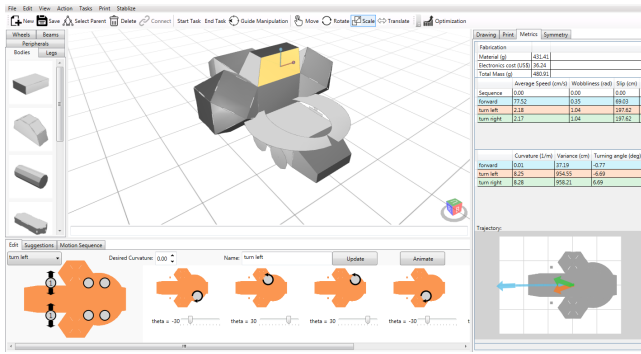 File Edit View Action Tasks Print Stablize
New Save Select Parent Delete Connect Start Task End Task Guide Manipulation Move Rotate Scale Translate Optimization
Wheels Beams
Peripherals
Bodies Legs
Drawing Print Metrics Symmetry
Fabrication
Material (g) 431.41
Electronics cost (US$) 36.24
Total Mass (g) 480.91
Average Speed (cm/s) Wobbliness (rad) Slip (cm)
Sequence 0.00 0.00 0.00
forward 77.52 0.35 69.03
turn left 2.18 1.04 197.62
turn right 2.17 1.04 197.62
Curvature (1/m) Variance (cm) Turning angle (deg)
forward 0.01 37.19 -0.77
turn left 8.25 954.55 -6.69
turn right 8.28 958.21 6.69
Trajectory:
Edit Suggestions Motion Sequence
turn left Desired Curvature: 0.00 Name: turn left Update Animate
1
1
theta = -30 theta = 30 theta = 30 theta = -30 t